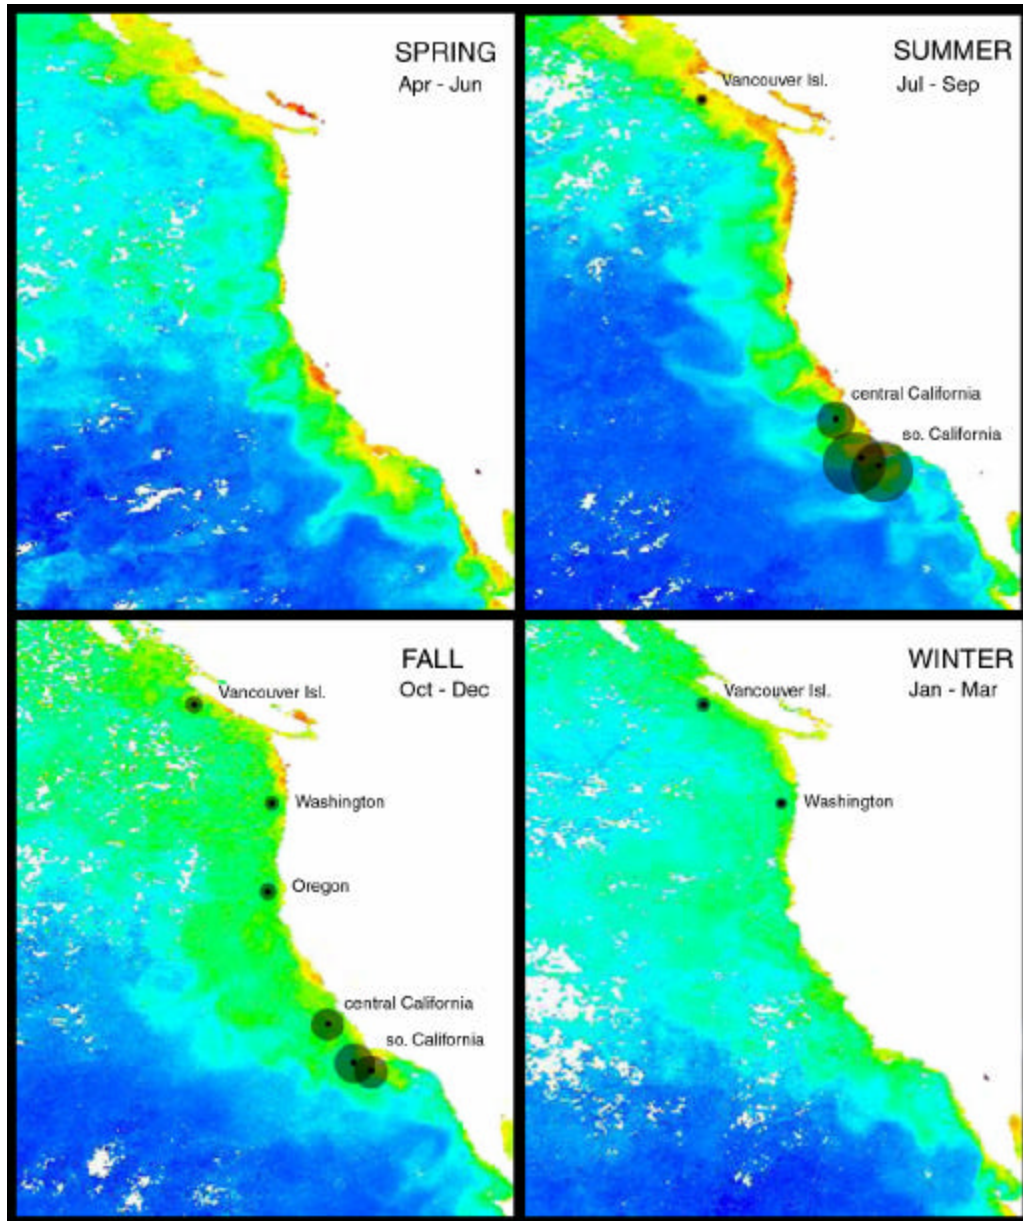 SPRING
Apr - Jun
SUMMER
Jul - Sep
Vancouver Isl.
central California
so. California
FALL
Oct - Dec
Vancouver Isl.
Washington
Oregon
central California
so. California
WINTER
Jan - Mar
Vancouver Isl.
Washington